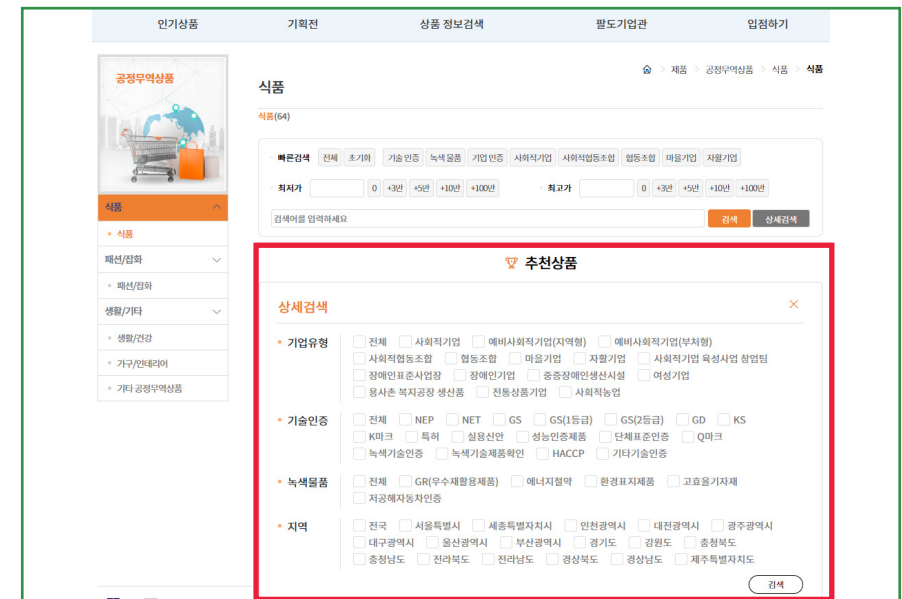 인기상품 기획전 상품 정보검색 팔도기업관 입점하기
공정무역상품
제품 > 공정무역상품 > 식품 > 식품
식품
식품(64)
빠른검색 전체 초기화 기술 인증 녹색 물품 기업 인증 사회적기업 사회적협동조합 협동조합 마을기업 자활기업
최저가 0 +3만 +5만 +10만 +100만 최고가 0 +3만 +5만 +10만 +100만
검색어를 입력하세요 검색 상세검색
식품
식품
패션/잡화
패션/잡화
생활/기타
생활/건강
가구/인테리어
기타 공정무역상품
추천상품
상세검색
기업유형 전체 사회적기업 예비사회적기업(지역형) 예비사회적기업(부처형)
사회적협동조합 협동조합 마을기업 자활기업 사회적기업 육성사업 창업팀
장애인표준사업장 장애인기업 중증장애인생산시설 여성기업
용사촌 복지공장 생산품 전통상품기업 사회적농업
기술인증 전체 NEP NET GS GS(1등급) GS(2등급) GD KS
K마크 특허 실용신안 성능인증제품 단체표준인증 Q마크
녹색기술인증 녹색기술제품확인 HACCP 기타기술인증
녹색물품 전체 GR(우수재활용제품) 에너지절약 환경표지제품 고효율기자재
저공해자동차인증
지역 전국 서울특별시 세종특별자치시 인천광역시 대전광역시 광주광역시
대구광역시 울산광역시 부산광역시 경기도 강원도 충청북도
충청남도 전라북도 전라남도 경상북도 경상남도 제주특별자치도
검색